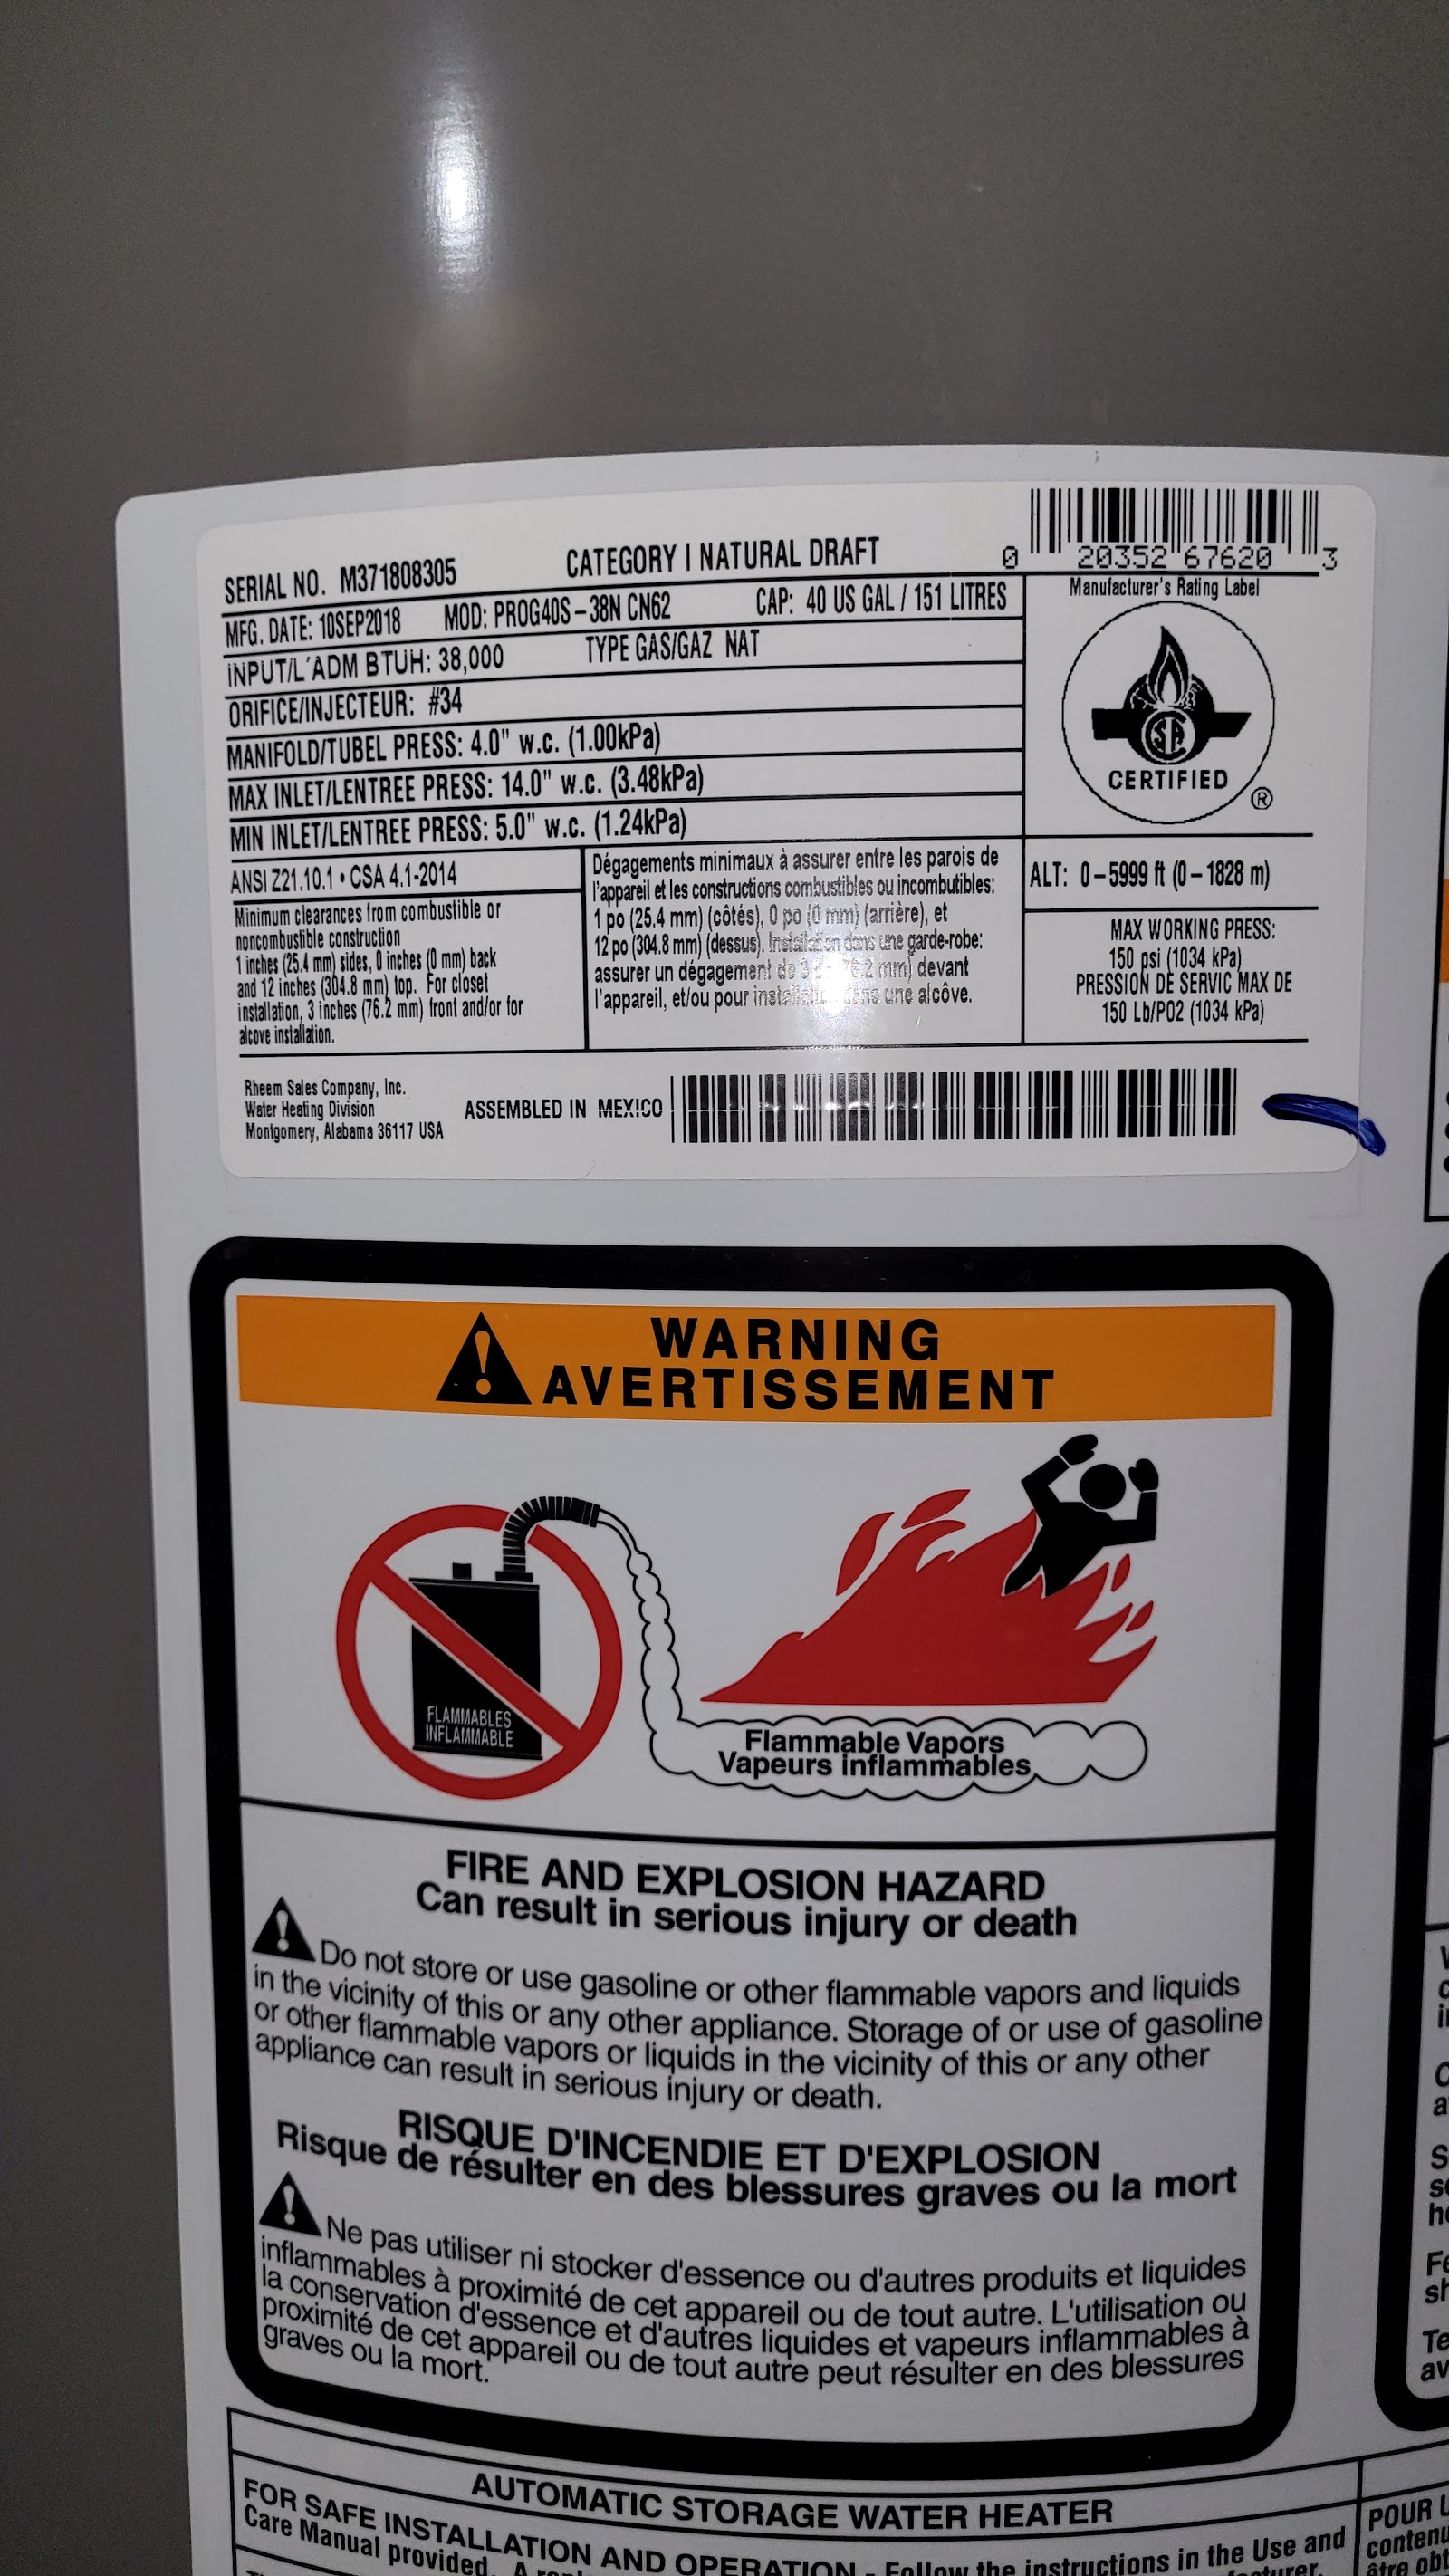 0 20352 67620 3
SERIAL NO. M371808305 CATEGORY I NATURAL DRAFT
MFG. DATE: 10SEP2018 MOD: PROG40S-38N CN62 CAP: 40 US GAL / 151 LITRES
INPUT/L'ADM BTUH: 38,000 TYPE GAS/GAZ NAT
ORIFICE/INJECTEUR: #34
MANIFOLD/TUBEL PRESS: 4.0" w.c. (1.00kPa)
MAX INLET/LENTREE PRESS: 14.0" w.c. (3.48kPa)
MIN INLET/LENTREE PRESS: 5.0" w.c. (1.24kPa)
Manufacturer's Rating Label
CERTIFIED
®
ANSI Z21.10.1 • CSA 4.1-2014
Minimum clearances from combustible or
noncombustible construction
1 inches (25.4 mm) sides, 0 inches (0 mm) back
and 12 inches (304.8 mm) top. For closet
installation, 3 inches (76.2 mm) front and/or for
alcove installation.
Dégagements minimaux à assurer entre les parois de
l'appareil et les constructions combustibles ou incombutibles:
1 po (25.4 mm) (côtés), 0 po (0 mm) (arrière), et
12 po (304.8 mm) (dessus). Installation dans une garde-robe:
assurer un dégagement de 3 mm) devant
l'appareil, et/ou pour une alcôve.
ALT: 0-5999 ft (0-1828 m)
MAX WORKING PRESS:
150 psi (1034 kPa)
PRESSION DE SERVIC MAX DE
150 Lb/PO2 (1034 kPa)
Rheem Sales Company, Inc.
Water Heating Division
Montgomery, Alabama 36117 USA
ASSEMBLED IN MEXICO
WARNING
AVERTISSEMENT
FLAMMABLES
INFLAMMABLE
Flammable Vapors
Vapeurs inflammables
FIRE AND EXPLOSION HAZARD
Can result in serious injury or death
Do not store or use gasoline or other flammable vapors and liquids
in the vicinity of this or any other appliance. Storage of or use of gasoline
or other flammable vapors or liquids in the vicinity of this or any other
appliance can result in serious injury or death.
RISQUE D'INCENDIE ET D'EXPLOSION
Risque de résulter en des blessures graves ou la mort
Ne pas utiliser ni stocker d'essence ou d'autres produits et liquides
inflammables à proximité de cet appareil ou de tout autre. L'utilisation ou
la conservation d'essence et d'autres liquides et vapeurs inflammables à
proximité de cet appareil ou de tout autre peut résulter en des blessures
graves ou la mort.
AUTOMATIC STORAGE WATER HEATER
FOR SAFE INSTALLATION AND OPERATION - Follow the instructions in the Use and
Care Manual provided.
POUR